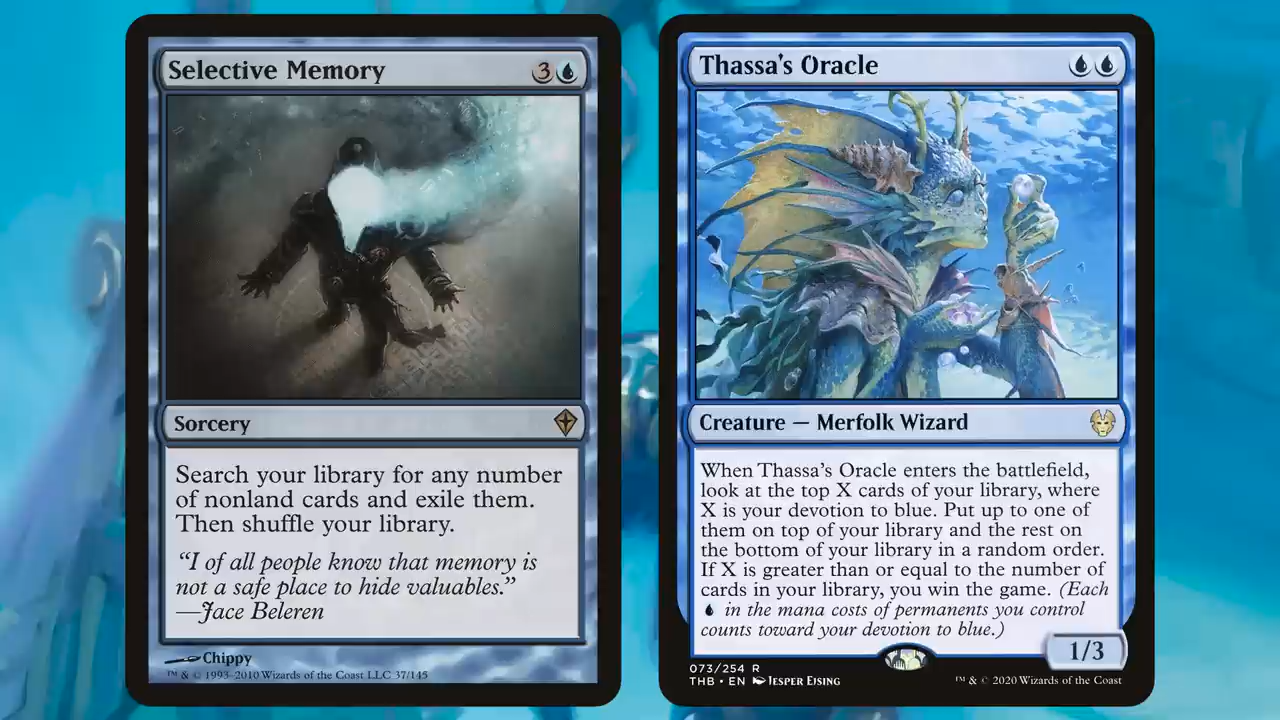 Selective Memory 3
Sorcery
Search your library for any number
of nonland cards and exile them.
Then shuffle your library.
“I of all people know that memory is
not a safe place to hide valuables.”
—Jace Beleren
Chippy
™ & © 1993–2010 Wizards of the Coast LLC 37/145
Thassa's Oracle
Creature — Merfolk Wizard
When Thassa's Oracle enters the battlefield,
look at the top X cards of your library, where
X is your devotion to blue. Put up to one of
them on top of your library and the rest on
the bottom of your library in a random order.
If X is greater than or equal to the number of
cards in your library, you win the game. (Each
in the mana costs of permanents you control
counts toward your devotion to blue.)
1/3
073/254 R
THB • EN Jesper Eising
™ & © 2020 Wizards of the Coast